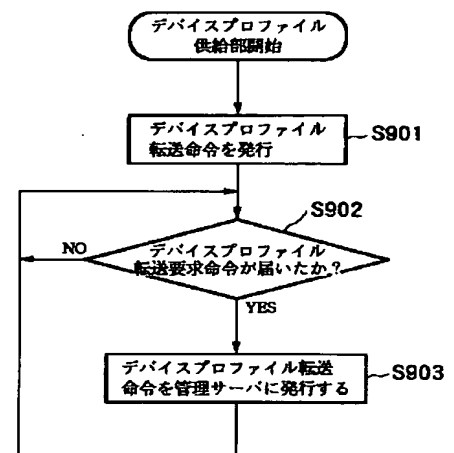 デバイスプロファイル
供給部開始
デバイスプロファイル
転送命令を発行
S901
S902
NO
デバイスプロファイル
転送要求命令が届いたか?
YES
デバイスプロファイル転送
命令を管理サーバに発行する
S903